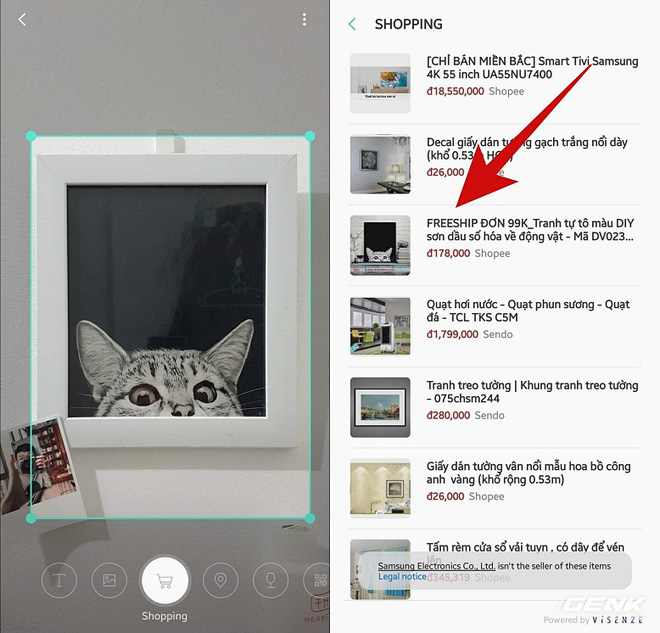 T
Shopping
SHOPPING
[CHỈ BÁN MIỀN BẮC] Smart Tivi Samsung
4K 55 inch UA55NU7400
đ18,550,000 Shopee
Decal giấy dán tường gạch trắng nổi dày
(khổ 0.53
đ26,000
FREESHIP ĐƠN 99K_Tranh tự tô màu DIY
sơn dầu số hóa về động vật - Mã DV023...
đ178,000 Shopee
Quạt hơi nước - Quạt phun sương - Quạt
đá - TCL TKS C5M
đ1,799,000 Sendo
Tranh treo tường | Khung tranh treo tường
- 075chsm244
đ280,000 Sendo
Giấy dán tường vân nổi mẫu hoa bồ công
anh vàng (khổ rộng 0.53m)
đ26,000 Shopee
Tấm rèm cửa sổ vải tuyn , có dây để vén
lên
Samsung Electronics Co., Ltd. isn't the seller of these items
Legal notice
đ345,319 Shopee
GENK
Powered by ViSENZE